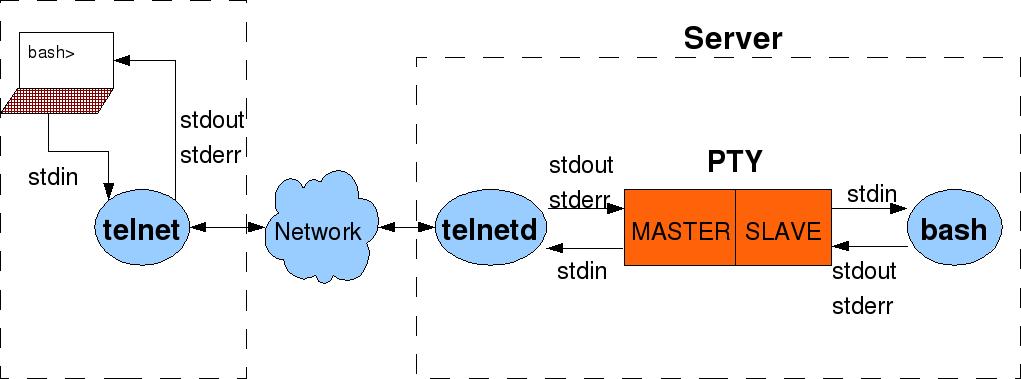 bash>
stdout
stderr
stdin
telnet
Network
Server
telnetd
stdout
stderr
stdin
PTY
MASTER
SLAVE
stdin
stdout
stderr
bash